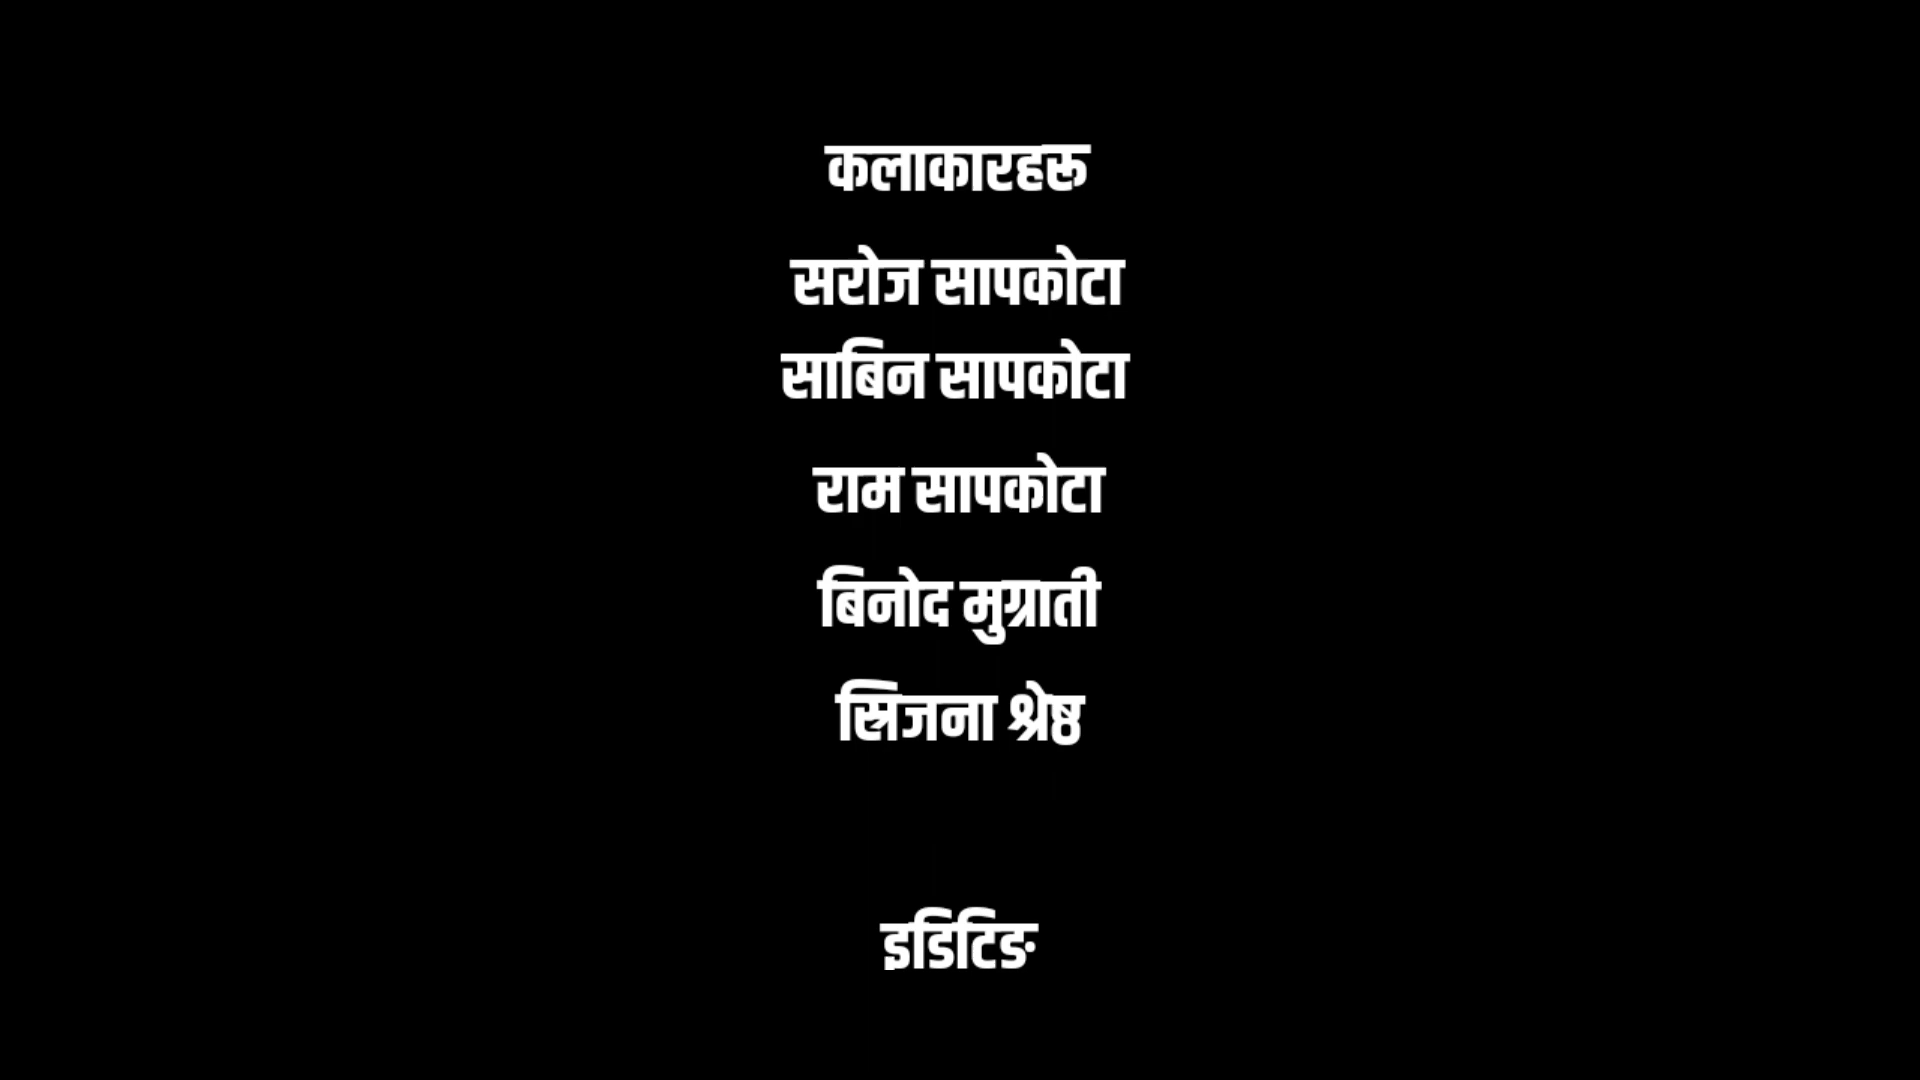 कलाकारहरू
सरोज सापकोटा
साबिन सापकोटा
राम सापकोटा
बिनोद मुग्राती
स्रिजना श्रेष्ठ
इडिटिङ